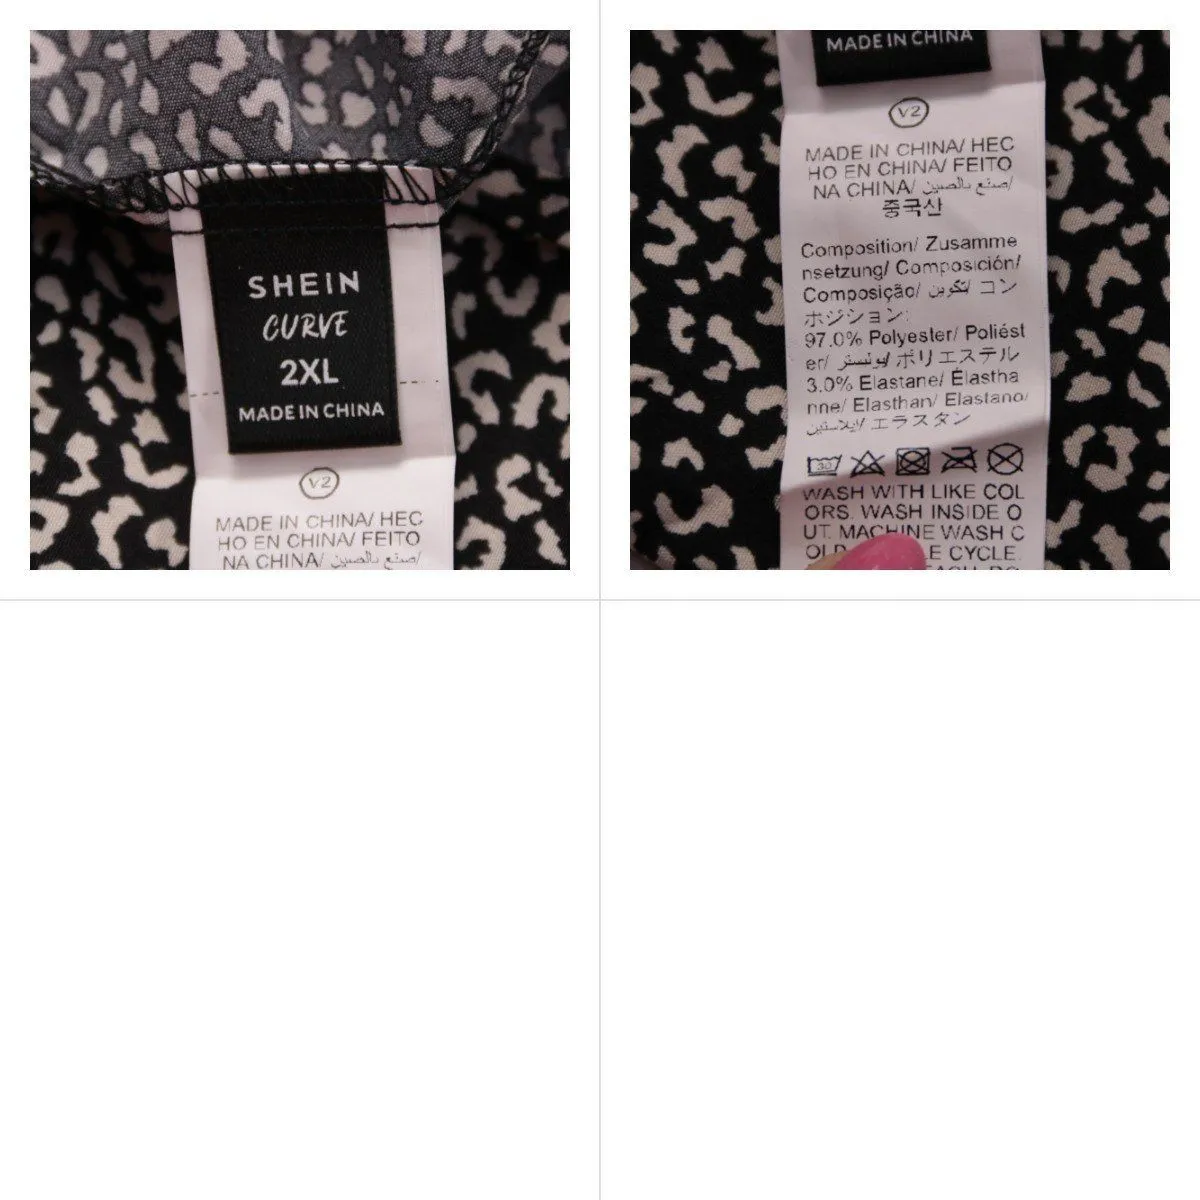 SHEIN
CURVE
2XL
MADE IN CHINA
V2
MADE IN CHINA/ HEC
HO EN CHINA/ FEITO
NA CHINA/ صنع بالصين/
MADE IN CHINA
V2
MADE IN CHINA/ HEC
HO EN CHINA/ FEITO
NA CHINA/ صنع بالصين/
중국산
Composition/ Zusamme
nsetzung/ Composición/
Composição/ تكوين/ コン
ポジション:
97.0% Polyester/ Poliést
er/ بوليستر/ ポリエステル
3.0% Elastane/ Élastha
nne/ Elasthan/ Elastano/
إيلاستين/ エラスタン
30
WASH WITH LIKE COL
ORS. WASH INSIDE O
UT. MACHINE WASH C
OLD LE CYCLE.